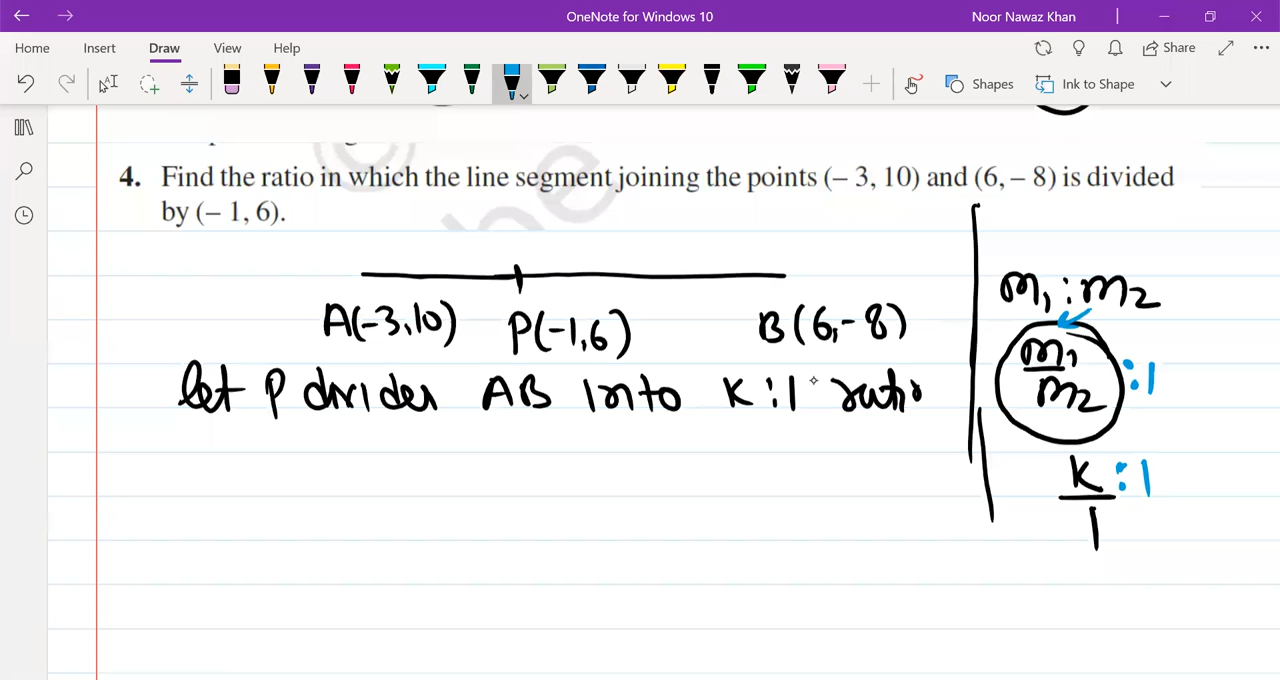 OneNote for Windows 10
Noor Nawaz Khan
Home Insert Draw View Help
Share
Shapes
Ink to Shape
4. Find the ratio in which the line segment joining the points (– 3, 10) and (6, – 8) is divided
by (– 1, 6).
A(-3,10) P(-1,6) B(6,-8)
let P divides AB into K:1 ratio
m1 : m2
m1 : 1
m2
K : 1
1